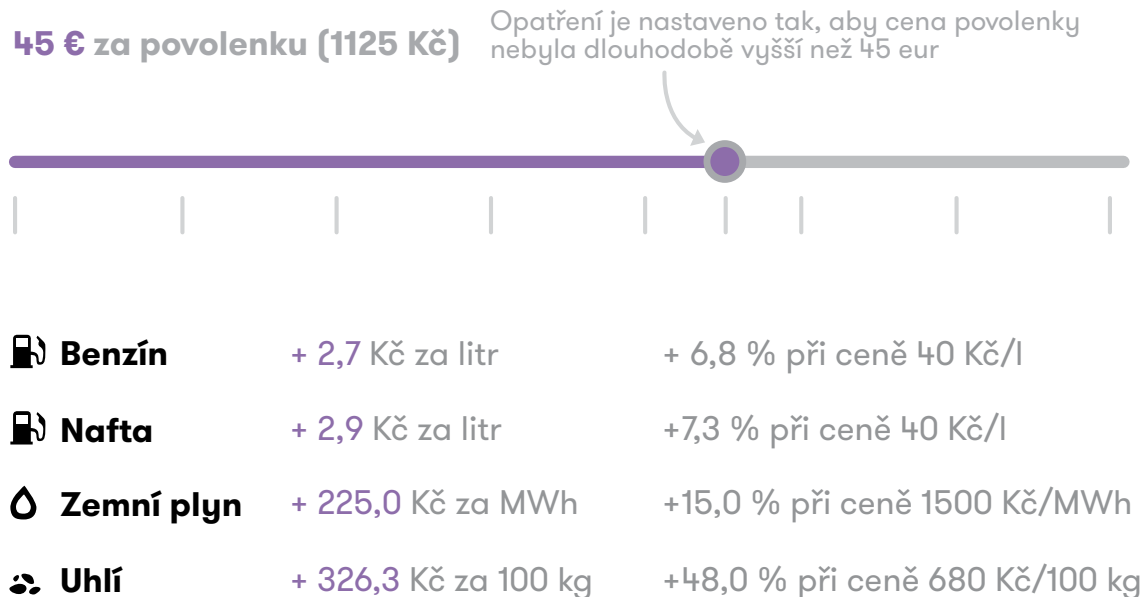 45 € za povolenku (1125 Kč)
Opatření je nastaveno tak, aby cena povolenky
nebyla dlouhodobě vyšší než 45 eur
Benzín + 2,7 Kč za litr + 6,8 % při ceně 40 Kč/l
Nafta + 2,9 Kč za litr +7,3 % při ceně 40 Kč/l
Zemní plyn + 225,0 Kč za MWh +15,0 % při ceně 1500 Kč/MWh
Uhlí + 326,3 Kč za 100 kg +48,0 % při ceně 680 Kč/100 kg